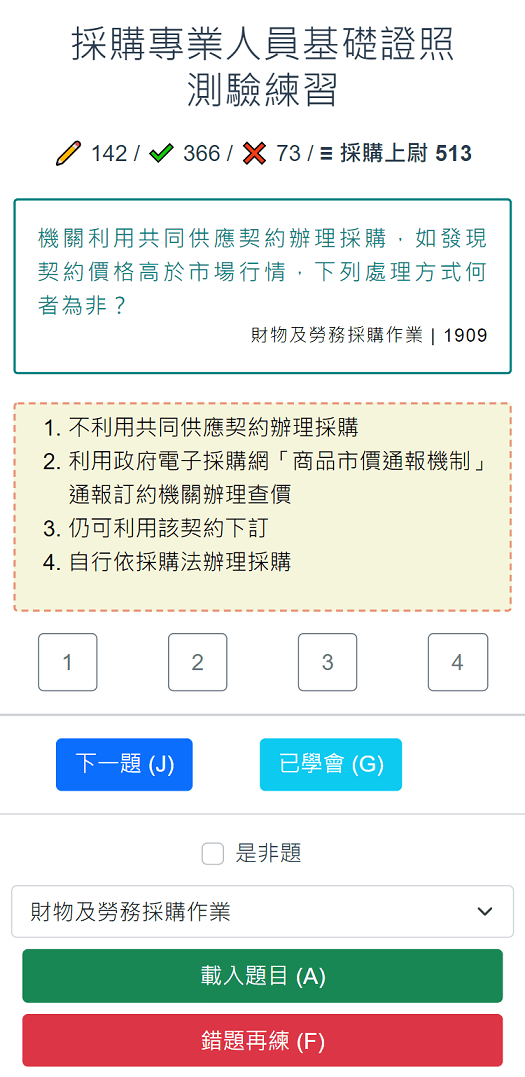 採購專業人員基礎證照
測驗練習
142 / 366 / 73 / ≡ 採購上尉 513
機關利用共同供應契約辦理採購，如發現
契約價格高於市場行情，下列處理方式何
者為非？
財物及勞務採購作業 | 1909
1. 不利用共同供應契約辦理採購
2. 利用政府電子採購網「商品市價通報機制」
通報訂約機關辦理查價
3. 仍可利用該契約下訂
4. 自行依採購法辦理採購
1 2 3 4
下一題 (J) 已學會 (G)
是非題
財物及勞務採購作業
載入題目 (A)
錯題再練 (F)